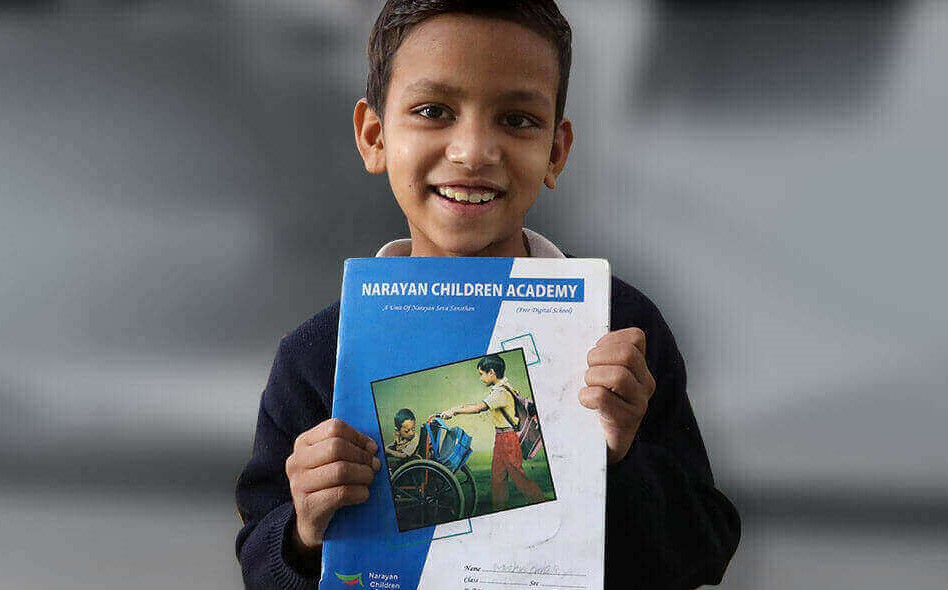 NARAYAN CHILDREN ACADEMY
A Unit Of Narayan Seva Sansthan
(Free Digital School)
Name
Class Sec
Narayan
Children